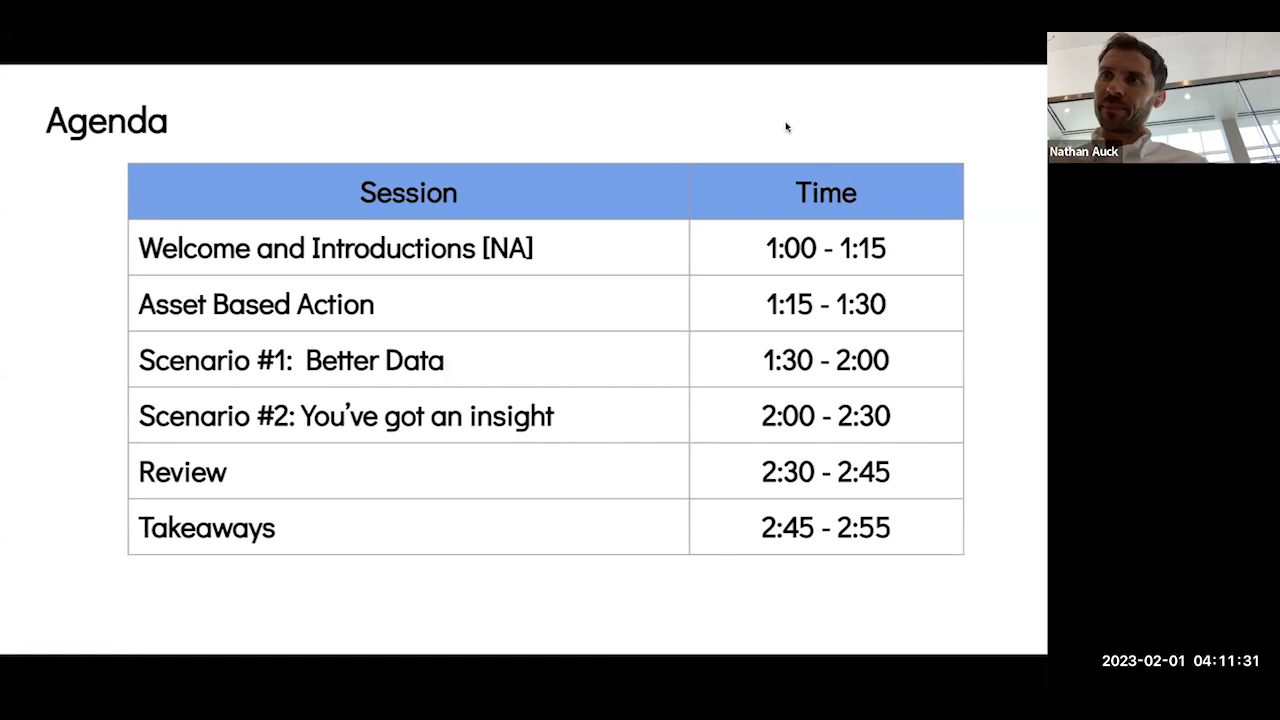 Agenda
Session Time
Welcome and Introductions [NA] 1:00 - 1:15
Asset Based Action 1:15 - 1:30
Scenario #1:  Better Data 1:30 - 2:00
Scenario #2: You’ve got an insight 2:00 - 2:30
Review 2:30 - 2:45
Takeaways 2:45 - 2:55
Nathan Auck
2023-02-01 04:11:31